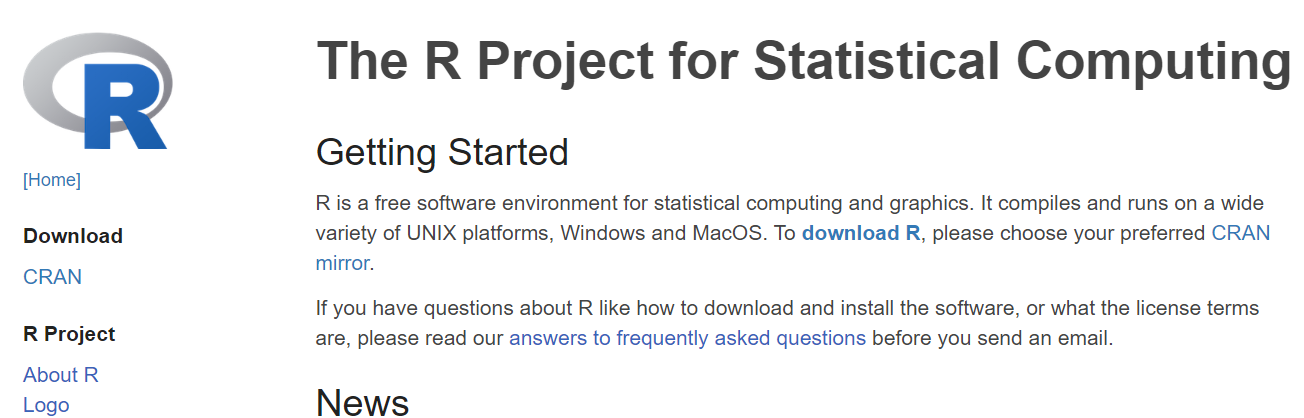 R
[Home]
Download
CRAN
R Project
About R
Logo
The R Project for Statistical Computing
Getting Started
R is a free software environment for statistical computing and graphics. It compiles and runs on a wide
variety of UNIX platforms, Windows and MacOS. To download R, please choose your preferred CRAN
mirror.
If you have questions about R like how to download and install the software, or what the license terms
are, please read our answers to frequently asked questions before you send an email.
News